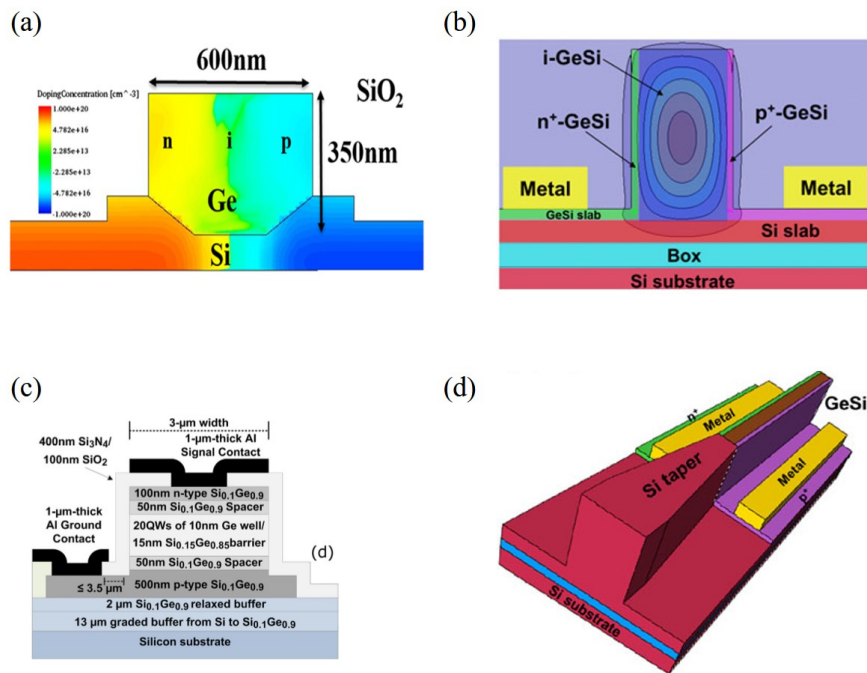 (a)
600nm
SiO2
DopingConcentration [cm^-3]
1.000e+20
4.782e+16
2.285e+13
-4.782e+16
-1.000e+20
n
i
p
350nm
Ge
Si
(b)
i-GeSi
n+-GeSi
p+-GeSi
Metal
Metal
GeSi slab
Si slab
Box
Si substrate
(c)
3-μm width
400nm Si3N4/
100nm SiO2
1-μm-thick Al
Signal Contact
1-μm-thick
Al Ground
Contact
100nm n-type Si0.1Ge0.9
50nm Si0.1Ge0.9 Spacer
20QWs of 10nm Ge well/
15nm Si0.15Ge0.85barrier
50nm Si0.1Ge0.9 Spacer
(d)
≤ 3.5 μm
500nm p-type Si0.1Ge0.9
2 μm Si0.1Ge0.9 relaxed buffer
13 μm graded buffer from Si to Si0.1Ge0.9
Silicon substrate
(d)
GeSi
n+
Metal
Si taper
Metal
p+
Si substrate